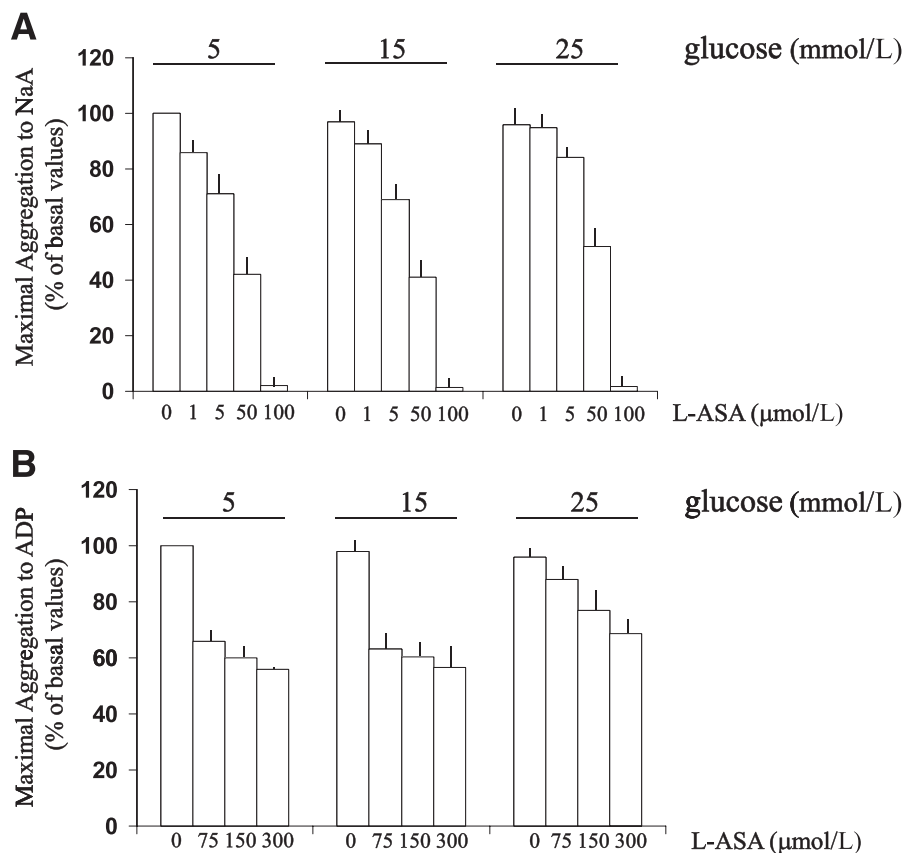 A
5 15 25 glucose (mmol/L)
Maximal Aggregation to NaA
(% of basal values)
120
100
80
60
40
20
0
0 1 5 50 100 0 1 5 50 100 0 1 5 50 100 L-ASA (μmol/L)
B
5 15 25 glucose (mmol/L)
Maximal Aggregation to ADP
(% of basal values)
120
100
80
60
40
20
0
0 75 150 300 0 75 150 300 0 75 150 300 L-ASA (μmol/L)